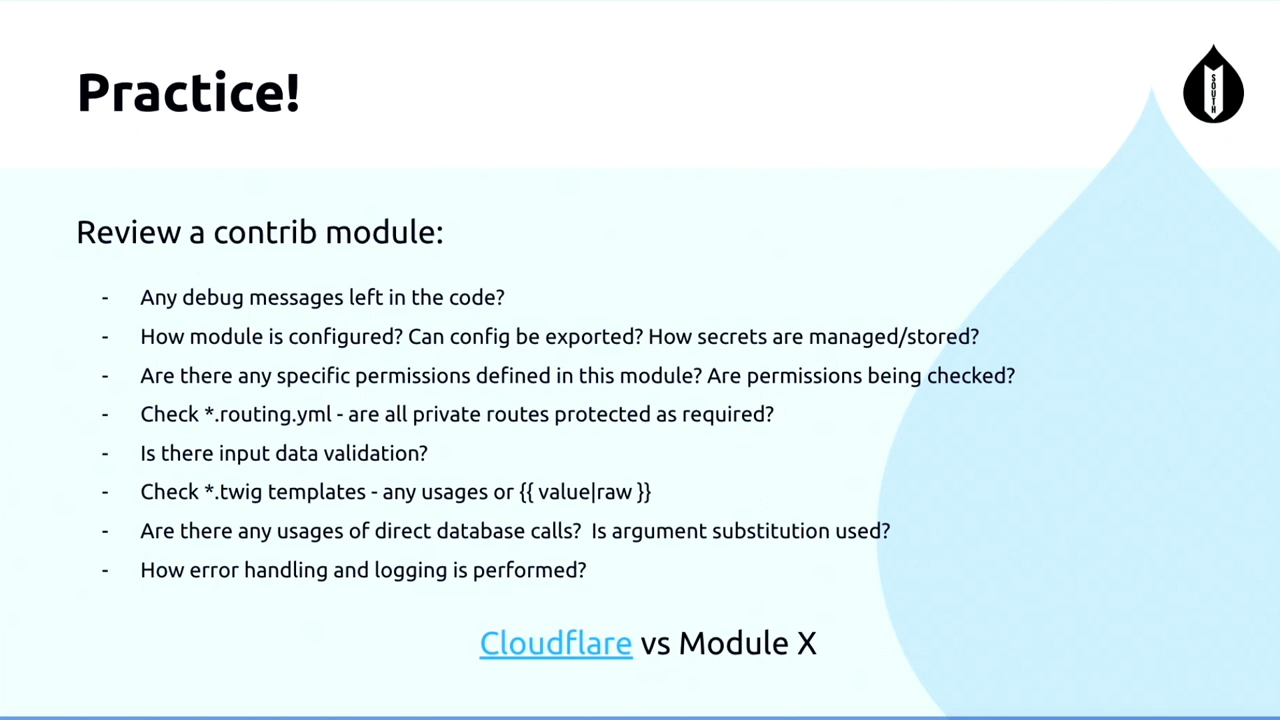 Practice!
SOUTH
Review a contrib module:
- Any debug messages left in the code?
- How module is configured? Can config be exported? How secrets are managed/stored?
- Are there any specific permissions defined in this module? Are permissions being checked?
- Check *.routing.yml - are all private routes protected as required?
- Is there input data validation?
- Check *.twig templates - any usages or {{ value|raw }}
- Are there any usages of direct database calls?  Is argument substitution used?
- How error handling and logging is performed?
Cloudflare vs Module X